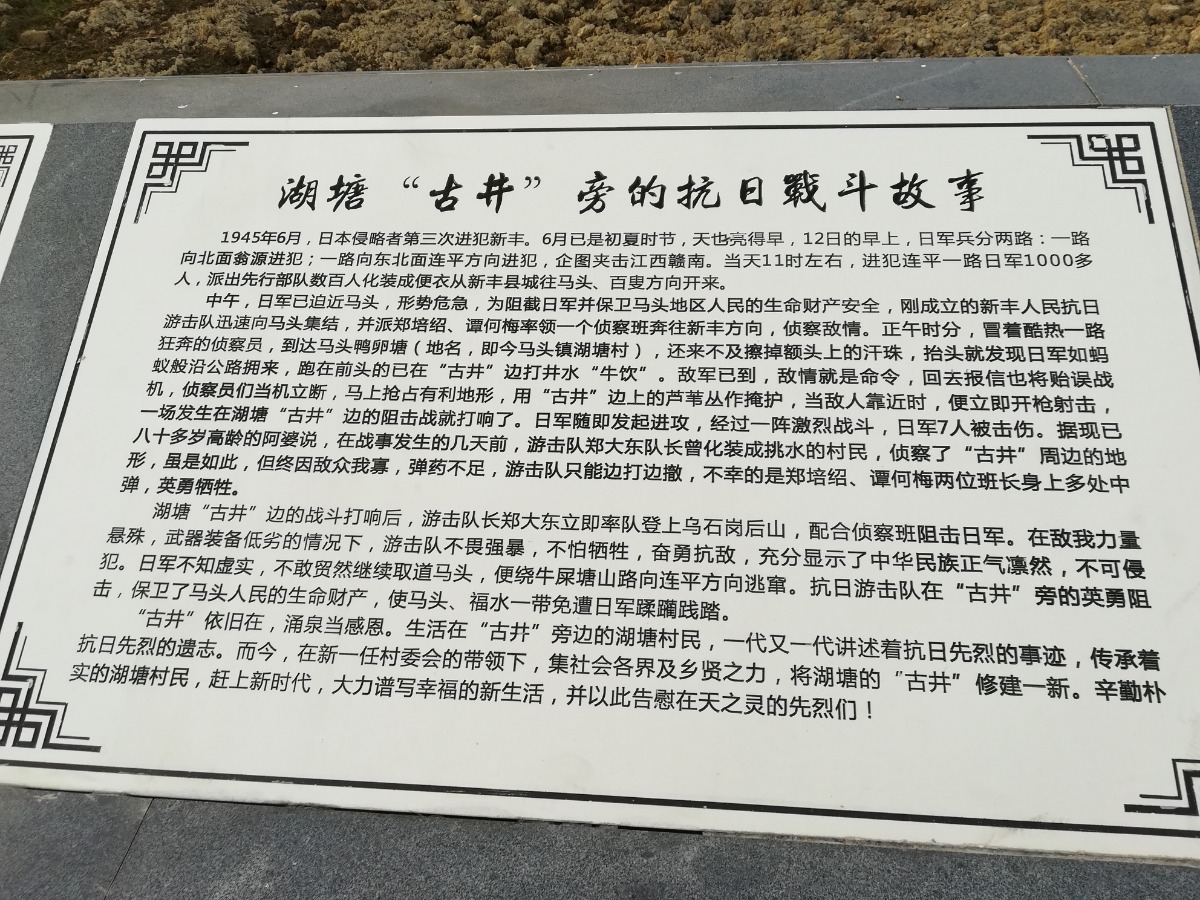 湖塘“古井”旁的抗日戰斗故事
1945年6月，日本侵略者第三次进犯新丰。6月已是初夏时节，天也亮得早，12日的早上，日军兵分两路：一路
向北面翁源进犯；一路向东北面连平方向进犯，企图夹击江西赣南。当天11时左右，进犯连平一路日军1000多
人，派出先行部队数百人化装成便衣从新丰县城往马头、百叟方向开来。
中午，日军已迫近马头，形势危急，为阻截日军并保卫马头地区人民的生命财产安全，刚成立的新丰人民抗日
游击队迅速向马头集结，并派郑培绍、谭何梅率领一个侦察班奔往新丰方向，侦察敌情。正午时分，冒着酷热一路
狂奔的侦察员，到达马头鸭卵塘（地名，即今马头镇湖塘村），还来不及擦掉额头上的汗珠，抬头就发现日军如蚂
蚁般沿公路拥来，跑在前头的已在“古井”边打井水“牛饮”。敌军已到，敌情就是命令，回去报信也将贻误战
机，侦察员们当机立断，马上抢占有利地形，用“古井”边上的芦苇丛作掩护，当敌人靠近时，便立即开枪射击，
一场发生在湖塘“古井”边的阻击战就打响了。日军随即发起进攻，经过一阵激烈战斗，日军7人被击伤。据现已
八十多岁高龄的阿婆说，在战事发生的几天前，游击队郑大东队长曾化装成挑水的村民，侦察了“古井”周边的地
形，虽是如此，但终因敌众我寡，弹药不足，游击队只能边打边撤，不幸的是郑培绍、谭何梅两位班长身上多处中
弹，英勇牺牲。
湖塘“古井”边的战斗打响后，游击队长郑大东立即率队登上乌石岗后山，配合侦察班阻击日军。在敌我力量
悬殊，武器装备低劣的情况下，游击队不畏强暴，不怕牺牲，奋勇抗敌，充分显示了中华民族正气凛然，不可侵
犯。日军不知虚实，不敢贸然继续取道马头，便绕牛屎塘山路向连平方向逃窜。抗日游击队在“古井”旁的英勇阻
击，保卫了马头人民的生命财产，使马头、福水一带免遭日军蹂躏践踏。
“古井”依旧在，涌泉当感恩。生活在“古井”旁边的湖塘村民，一代又一代讲述着抗日先烈的事迹，传承着
抗日先烈的遗志。而今，在新一任村委会的带领下，集社会各界及乡贤之力，将湖塘的“古井”修建一新。辛勤朴
实的湖塘村民，赶上新时代，大力谱写幸福的新生活，并以此告慰在天之灵的先烈们！